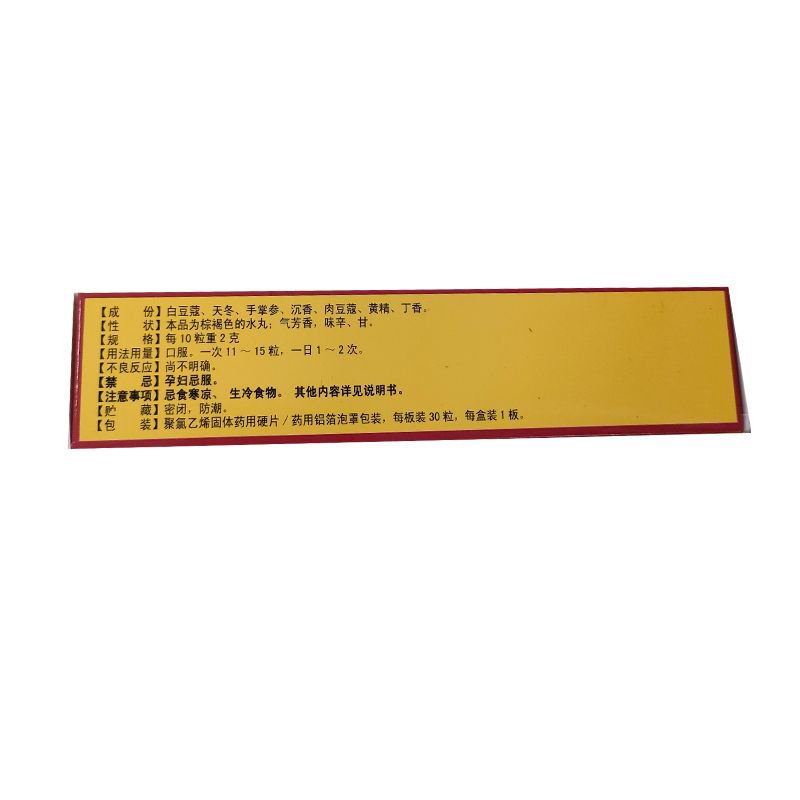 【成　份】白豆蔻、天冬、手掌参、沉香、肉豆蔻、黄精、丁香。
【性　状】本品为棕褐色的水丸；气芳香，味辛、甘。
【规　格】每10粒重2克
【用法用量】口服。一次11～15粒，一日1～2次。
【不良反应】尚不明确。
【禁　忌】孕妇忌服。
【注意事项】忌食寒凉、生冷食物。其他内容详见说明书。
【贮　藏】密闭，防潮。
【包　装】聚氯乙烯固体药用硬片/药用铝箔泡罩包装，每板装30粒，每盒装1板。